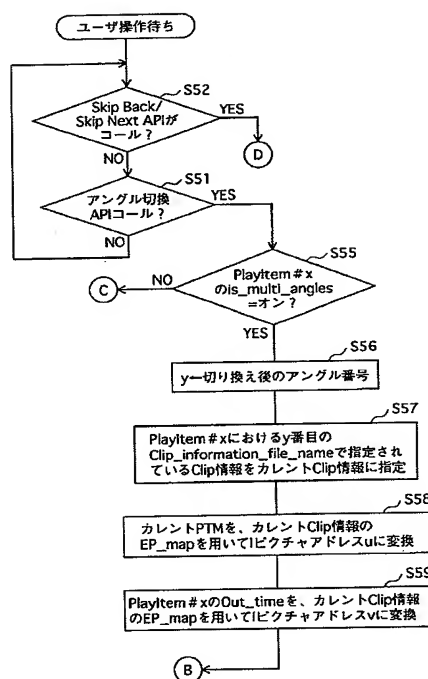 ユーザ操作待ち
S52
Skip Back/
Skip Next APIが
コール？
YES
D
NO
S51
アングル切換
APIコール？
YES
NO
S55
PlayItem#x
のis_multi_angles
=オン？
NO
C
YES
S56
y←切り換え後のアングル番号
S57
PlayItem#xにおけるy番目の
Clip_information_file_nameで指定され
ているClip情報をカレントClip情報に指定
S58
カレントPTMを、カレントClip情報の
EP_mapを用いてIピクチャアドレスuに変換
S59
PlayItem#xのOut_timeを、カレントClip情報
のEP_mapを用いてIピクチャアドレスvに変換
B